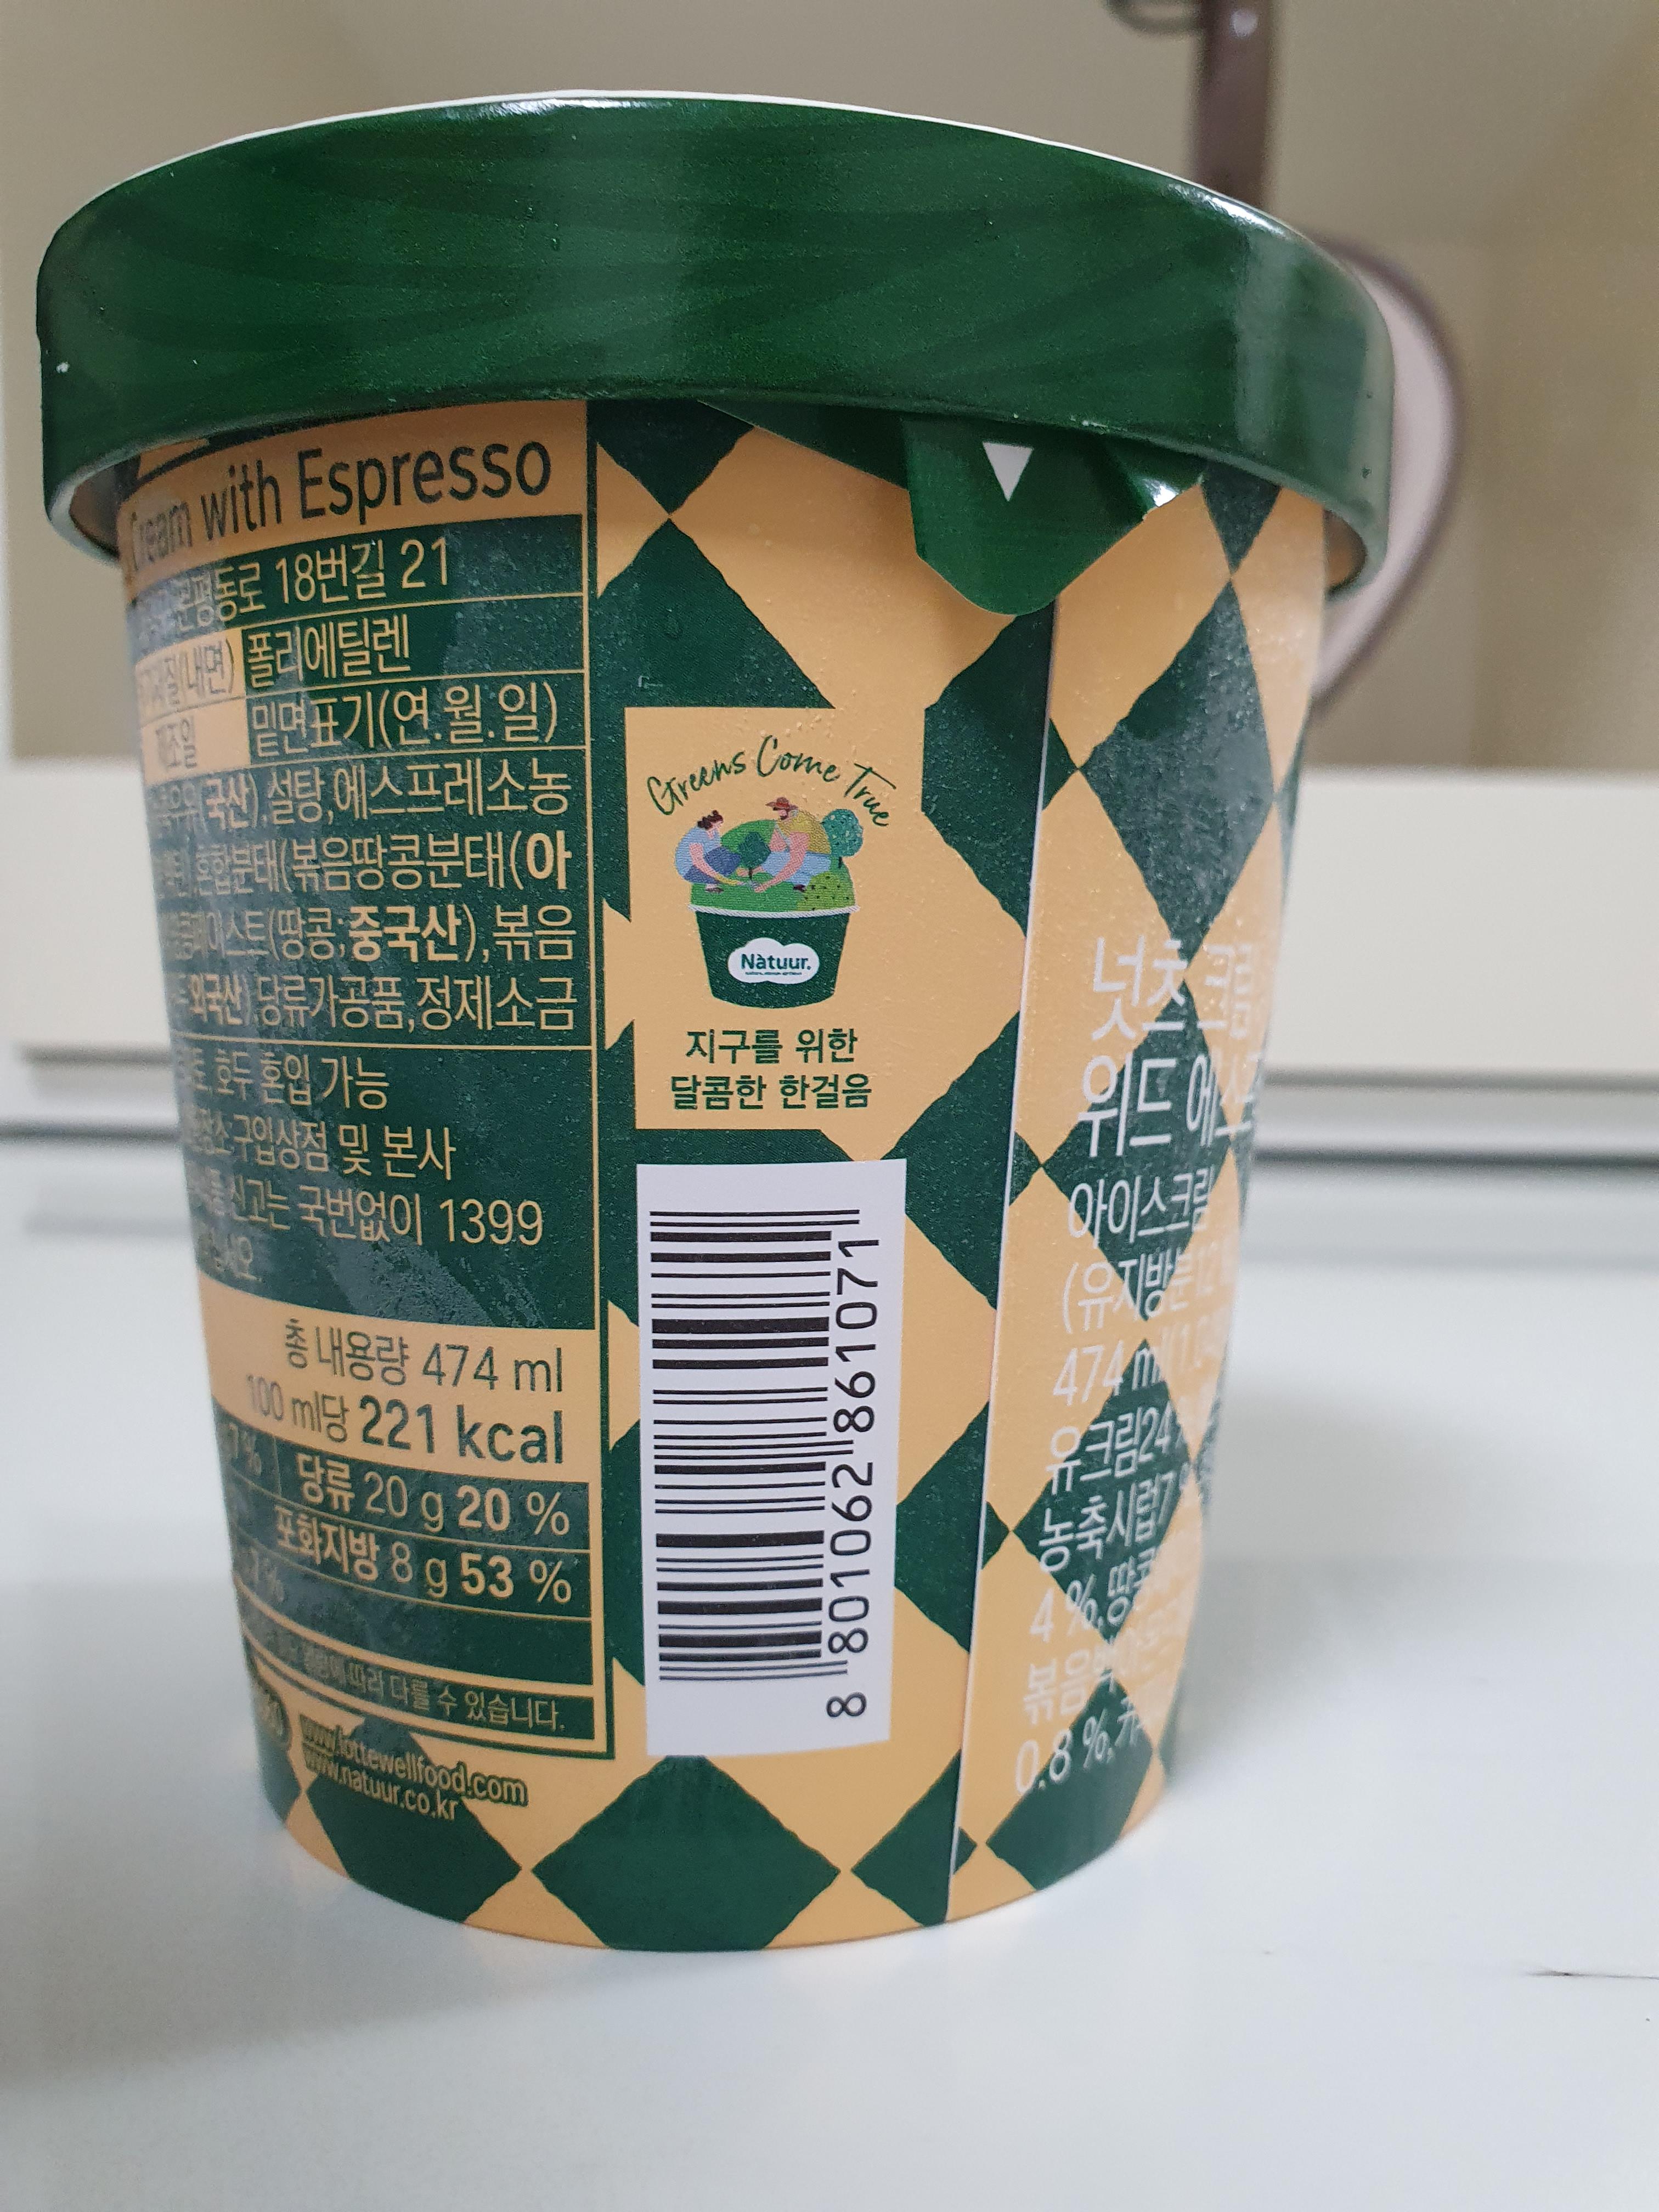 Cream with Espresso
18번길 21
(내면) 폴리에틸렌
제조일 밑면표기(연.월.일)
(국산),설탕,에스프레소농
혼합분태(볶음땅콩분태(아
(땅콩;중국산),볶음
외국산),당류가공품,정제소금
호두 혼입 가능
구입상점 및 본사
신고는 국번없이 1399
총 내용량 474 ml
100 ml당 221 kcal
7% 당류 20 g 20 %
포화지방 8 g 53 %
따라 다를 수 있습니다.
www.lottewellfood.com
www.natuur.co.kr
Greens Come True
Nàtuur.
지구를 위한
달콤한 한걸음
8 801062 861071
넛츠 크림
위드 에스
아이스크림
(유지방분12
474 ml
유크림24
농축시럽7
4 %,땅콩
볶음
0.8 %,